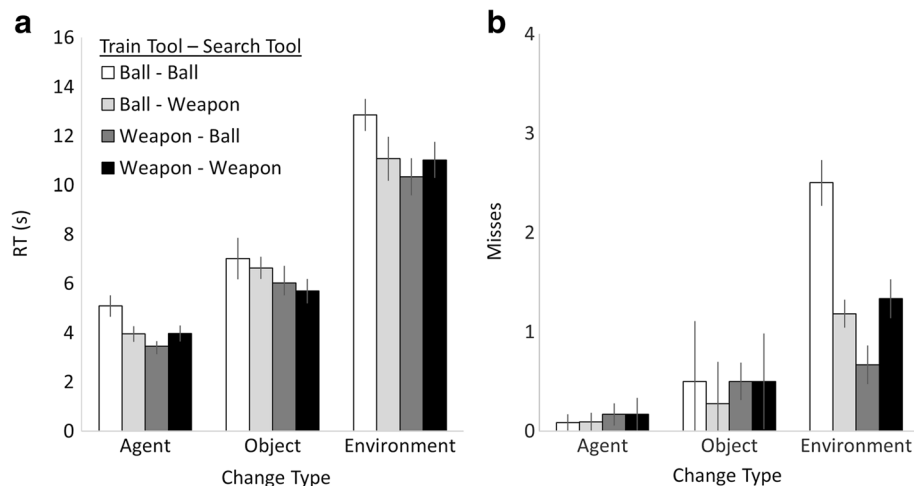 a
16
14
12
10
8
6
4
2
0
RT (s)
Train Tool – Search Tool
Ball - Ball
Ball - Weapon
Weapon - Ball
Weapon - Weapon
Agent Object Environment
Change Type
b
4
3
2
1
0
Misses
Agent Object Environment
Change Type